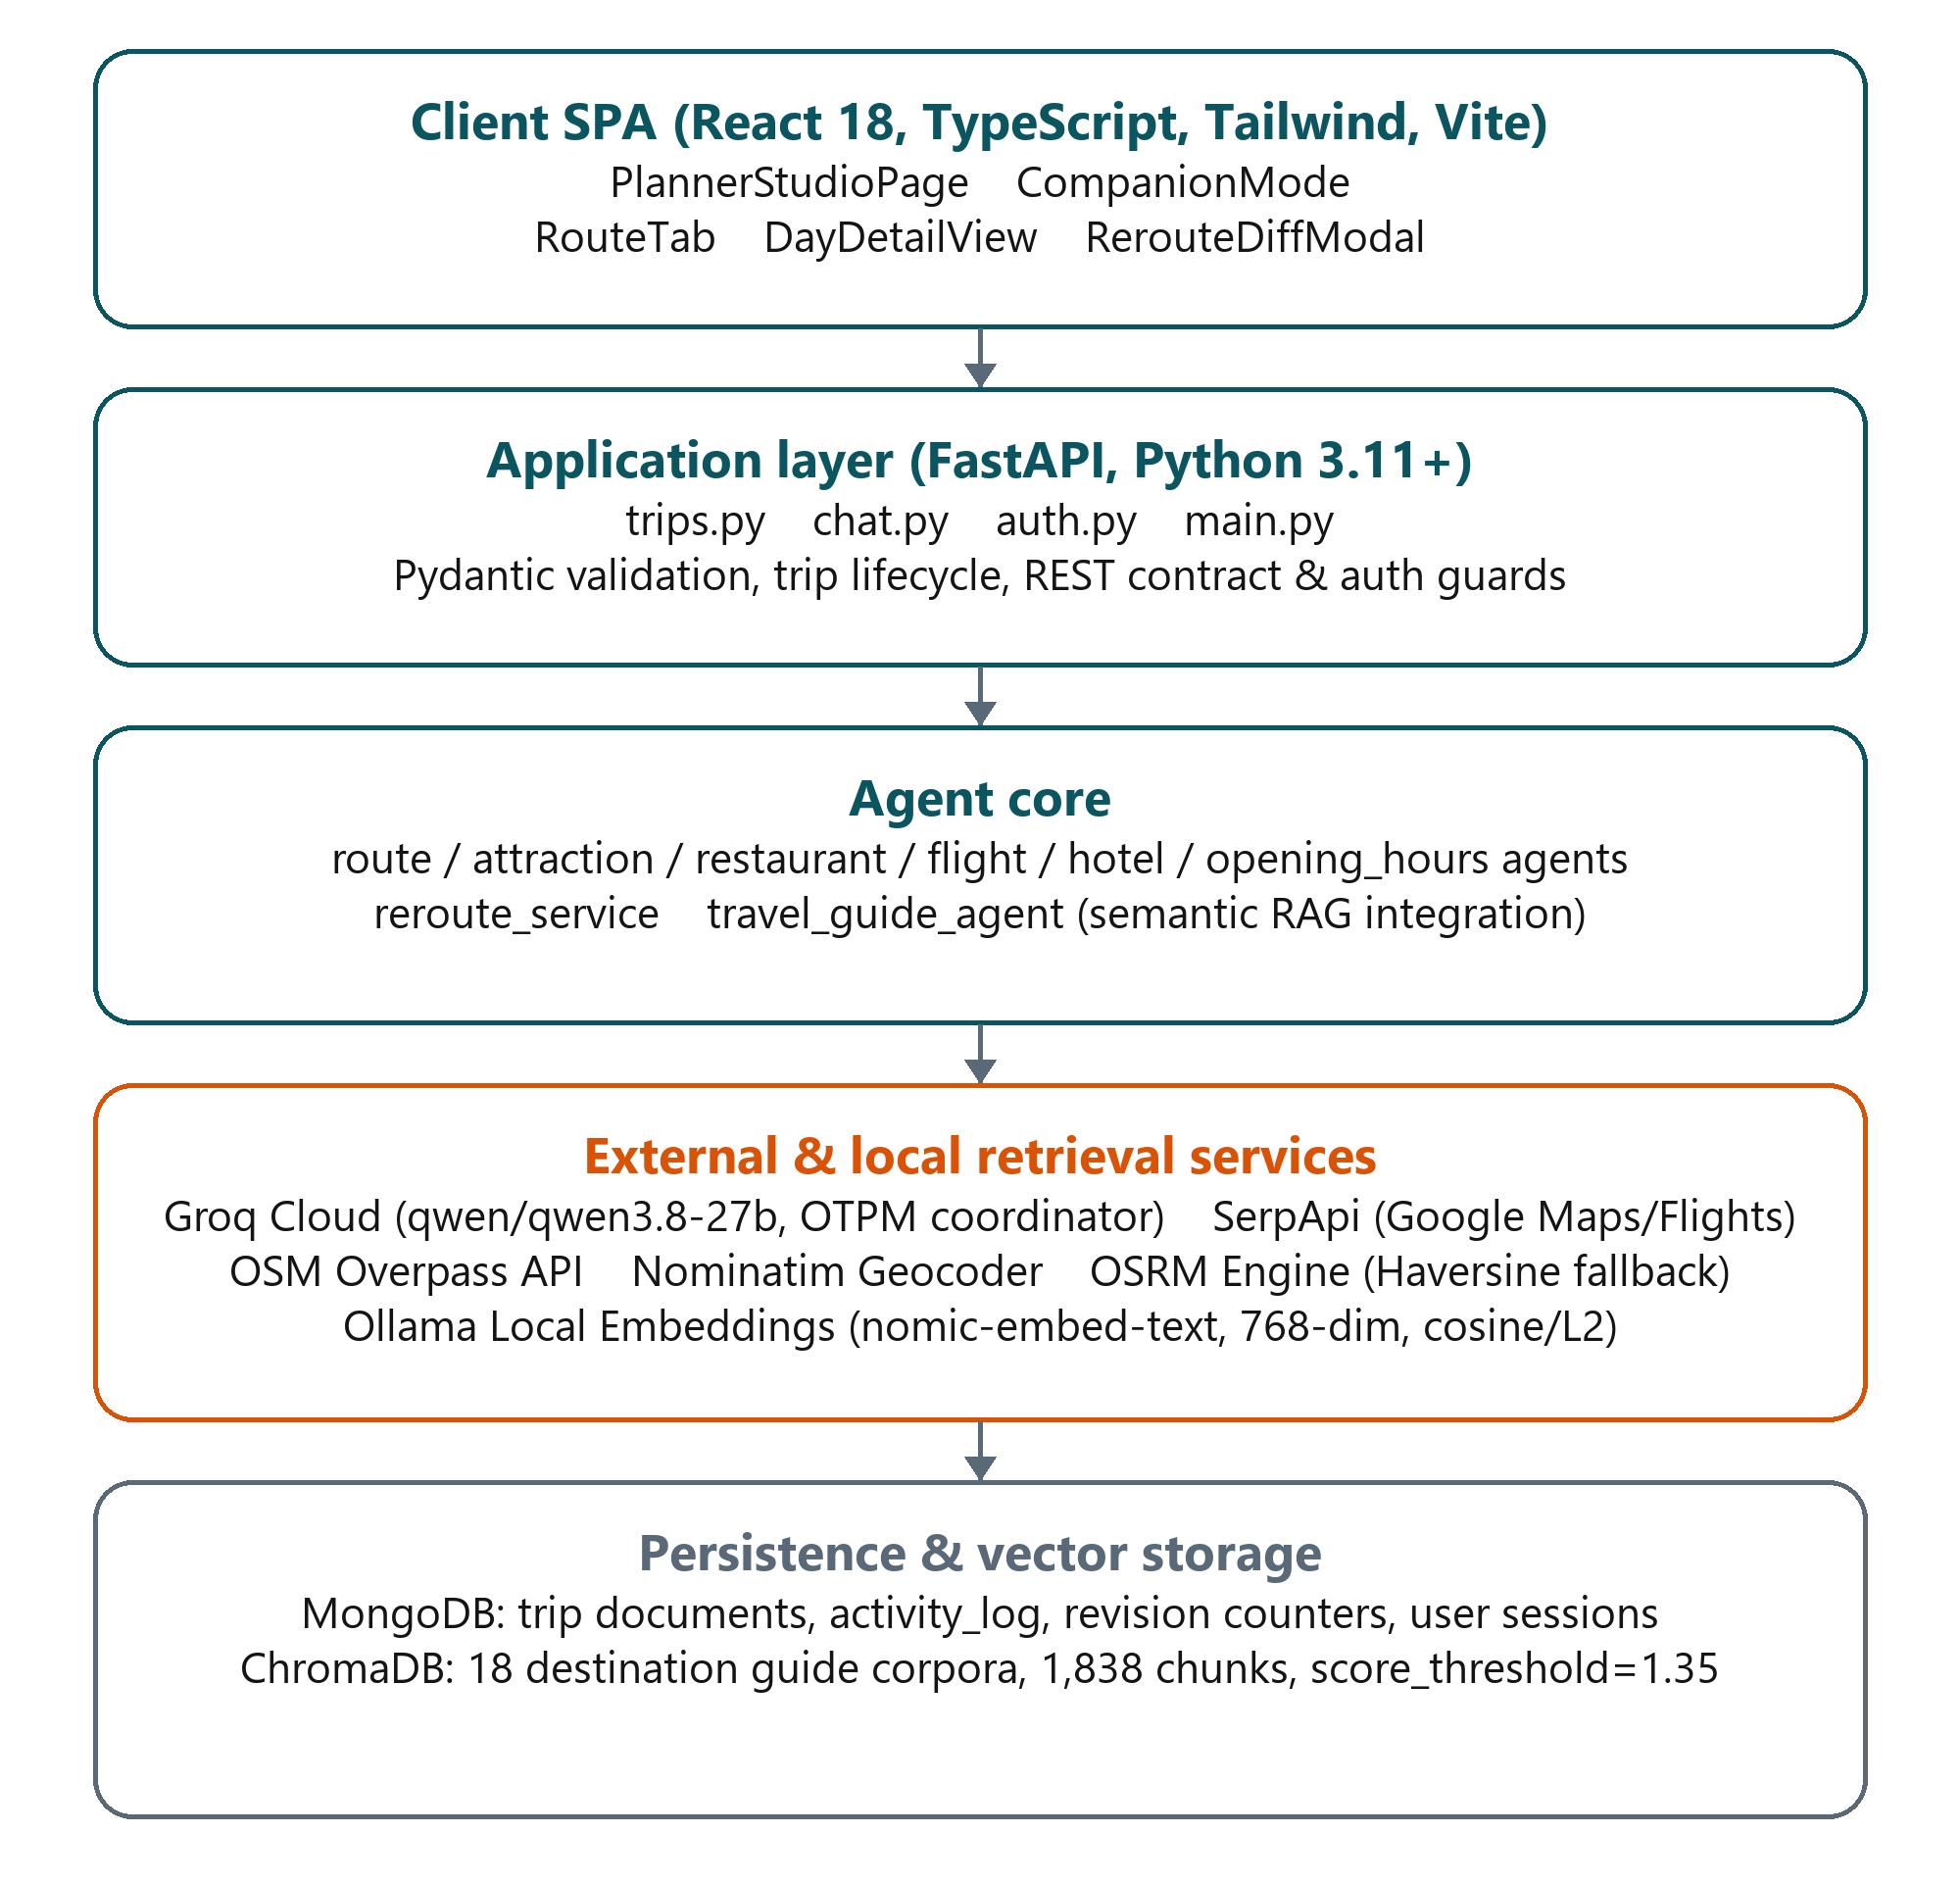 Client SPA (React 18, TypeScript, Tailwind, Vite)
PlannerStudioPage    CompanionMode
RouteTab    DayDetailView    RerouteDiffModal
Application layer (FastAPI, Python 3.11+)
trips.py    chat.py    auth.py    main.py
Pydantic validation, trip lifecycle, REST contract & auth guards
Agent core
route / attraction / restaurant / flight / hotel / opening_hours agents
reroute_service    travel_guide_agent (semantic RAG integration)
External & local retrieval services
Groq Cloud (qwen/qwen3.8-27b, OTPM coordinator)    SerpApi (Google Maps/Flights)
OSM Overpass API    Nominatim Geocoder    OSRM Engine (Haversine fallback)
Ollama Local Embeddings (nomic-embed-text, 768-dim, cosine/L2)
Persistence & vector storage
MongoDB: trip documents, activity_log, revision counters, user sessions
ChromaDB: 18 destination guide corpora, 1,838 chunks, score_threshold=1.35